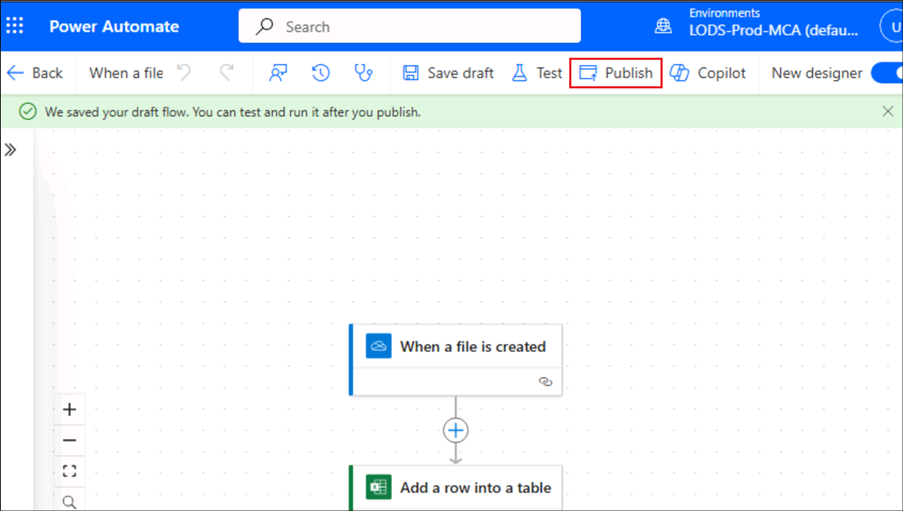 Power Automate
Search
Environments
LODS-Prod-MCA (defau...
U
Back
When a file
Save draft
Test
Publish
Copilot
New designer
We saved your draft flow. You can test and run it after you publish.
When a file is created
Add a row into a table